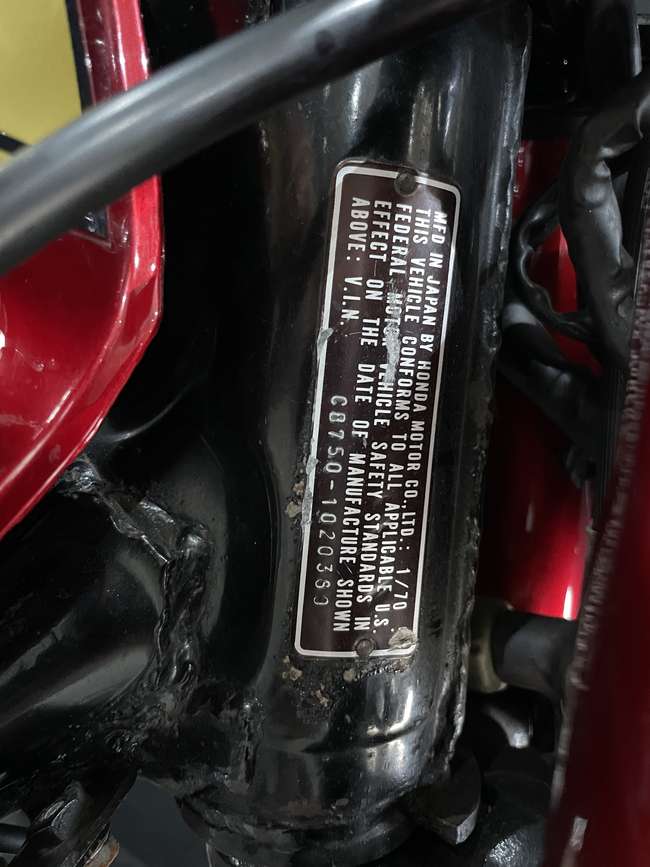 MFD IN JAPAN BY HONDA MOTOR CO.,LTD.: 1/70
THIS VEHICLE CONFORMS TO ALL APPLICABLE U.S.
FEDERAL MOTOR VEHICLE SAFETY STANDARDS IN
EFFECT ON THE DATE OF MANUFACTURE SHOWN
ABOVE: V.I.N. CB750-1020369